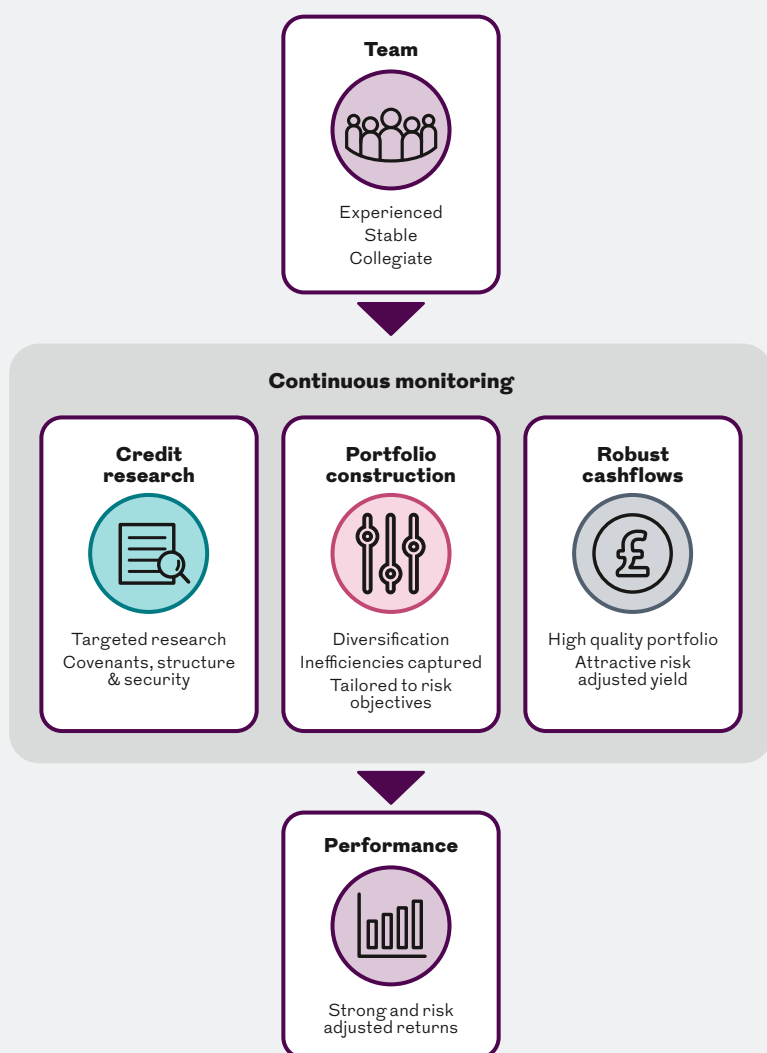 Team
Experienced
Stable
Collegiate
Continuous monitoring
Credit
research
Targeted research
Covenants, structure
& security
Portfolio
construction
Diversification
Inefficiencies captured
Tailored to risk
objectives
Robust
cashflows
£
High quality portfolio
Attractive risk
adjusted yield
Performance
Strong and risk
adjusted returns